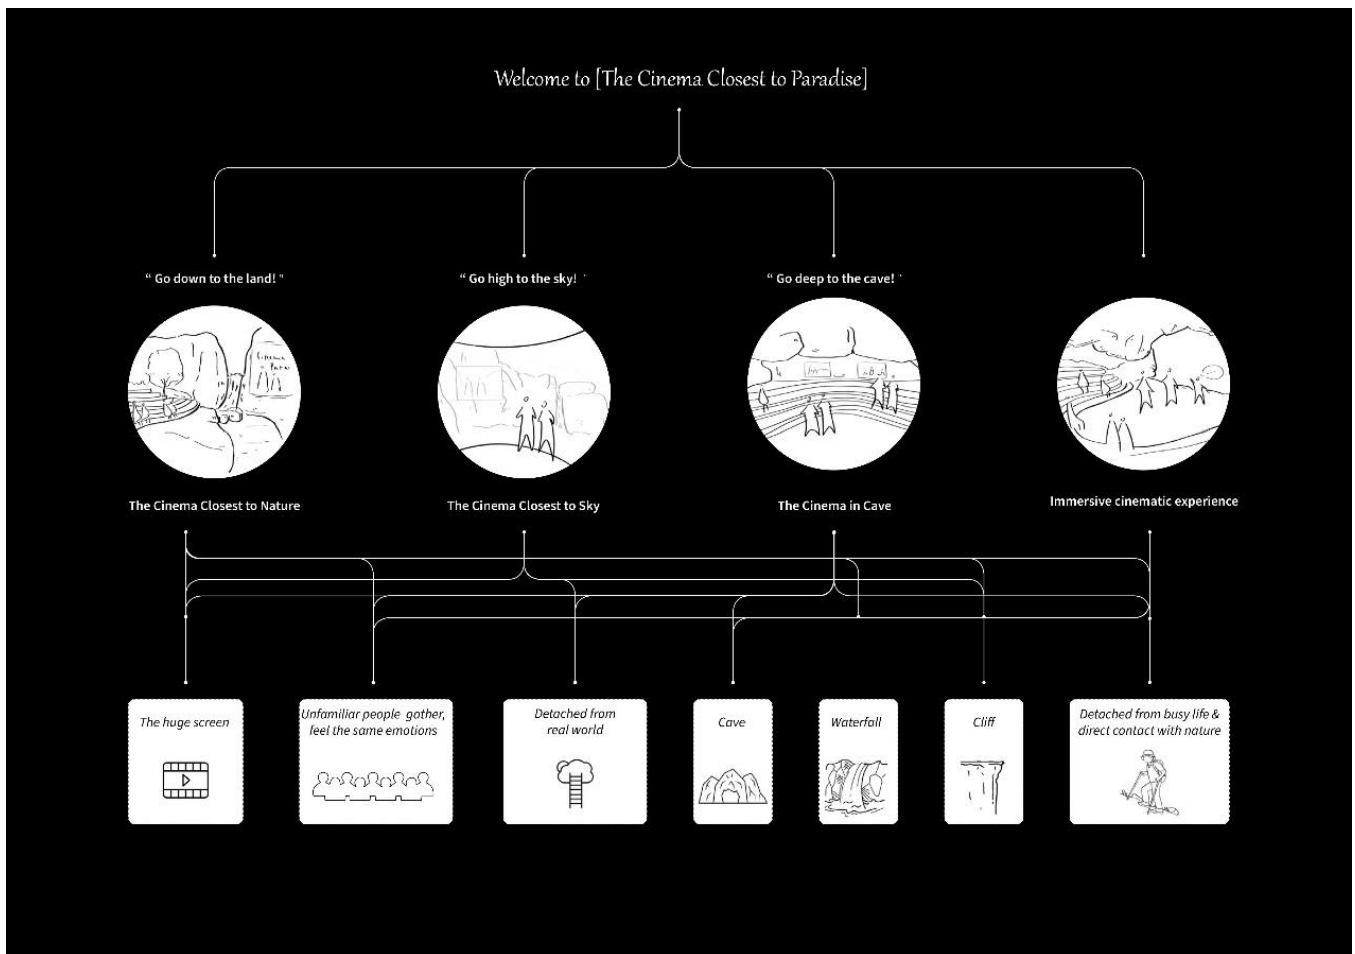 Welcome to [The Cinema Closest to Paradise]
“ Go down to the land! ”
“ Go high to the sky! ’
“ Go deep to the cave! ’
Cinema
The Cinema Closest to Nature
The Cinema Closest to Sky
The Cinema in Cave
Immersive cinematic experience
The huge screen
Unfamiliar people gather,
feel the same emotions
Detached from
real world
Cave
Waterfall
Cliff
Detached from busy life &
direct contact with nature